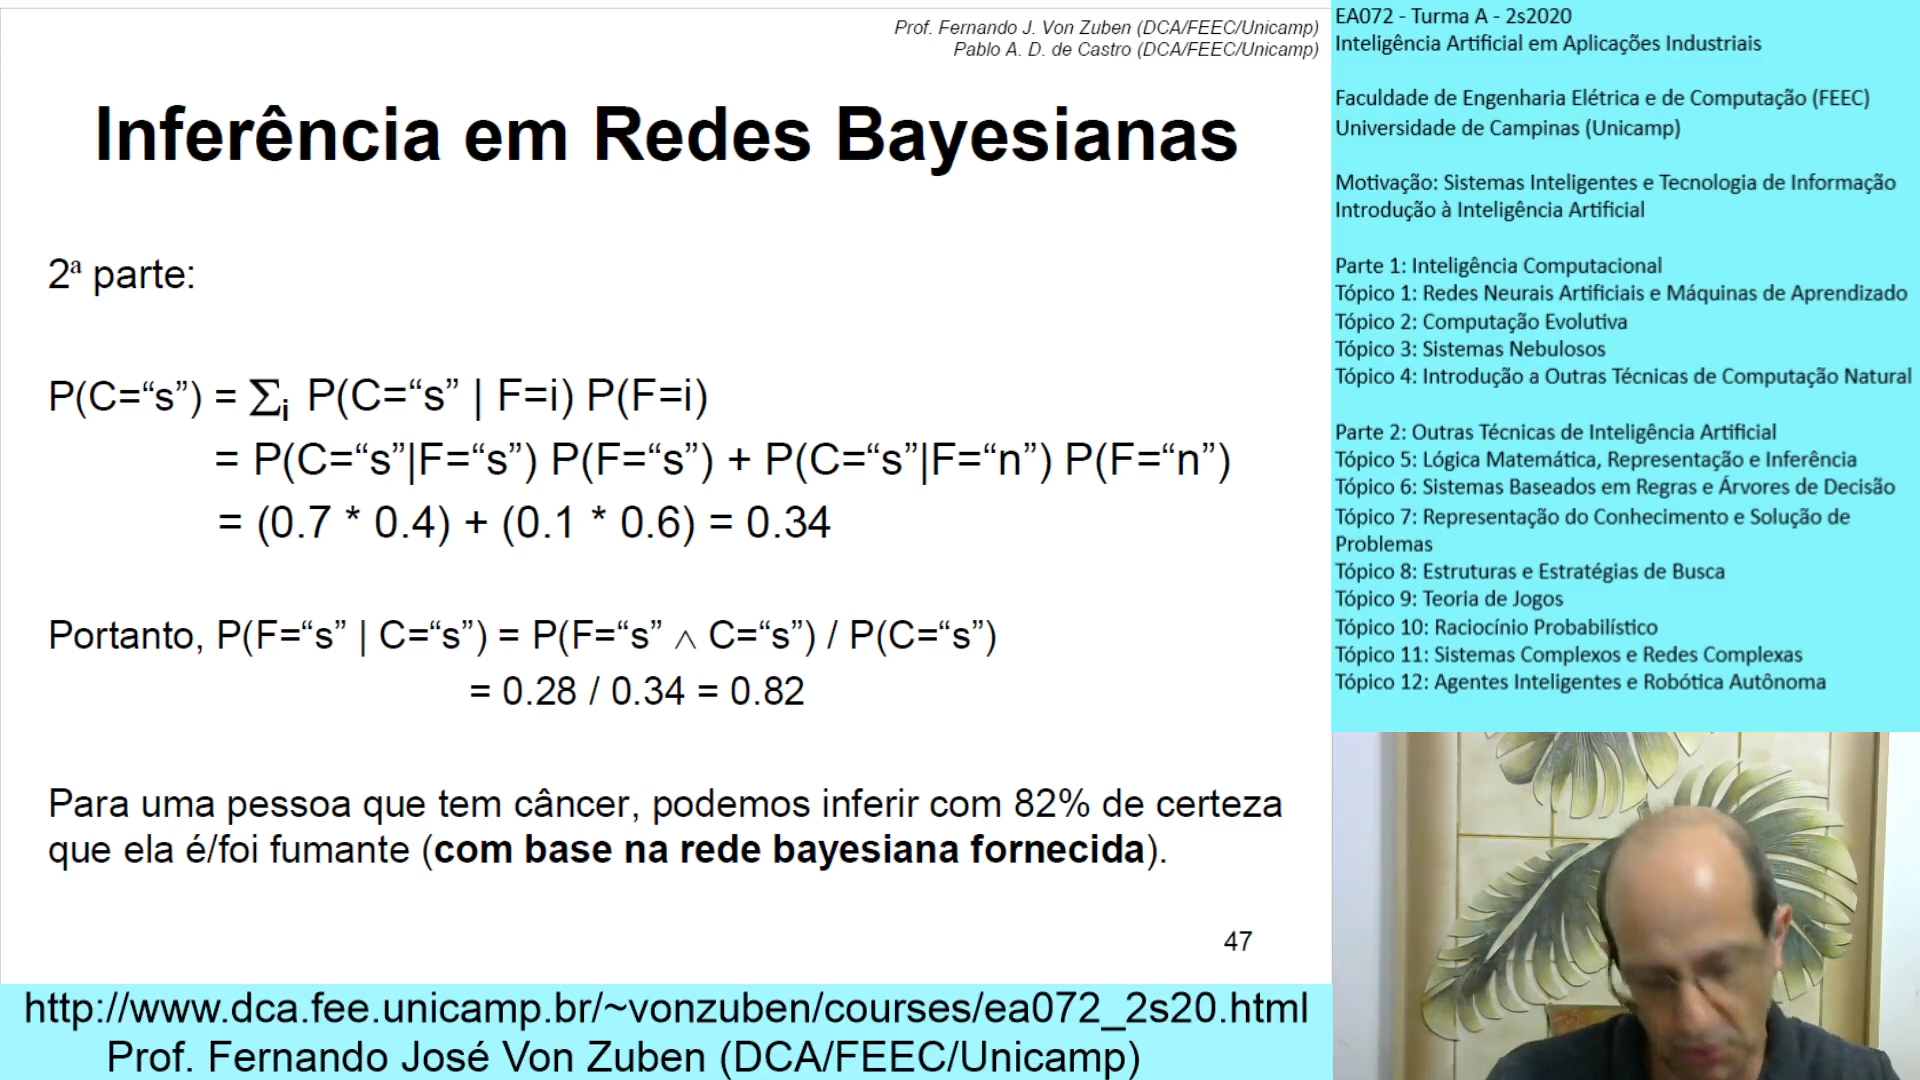 Prof. Fernando J. Von Zuben (DCA/FEEC/Unicamp)
Pablo A. D. de Castro (DCA/FEEC/Unicamp)
Inferência em Redes Bayesianas
2ª parte:
P(C=“s”) = Σi P(C=“s” | F=i) P(F=i)
= P(C=“s”|F=“s”) P(F=“s”) + P(C=“s”|F=“n”) P(F=“n”)
= (0.7 * 0.4) + (0.1 * 0.6) = 0.34
Portanto, P(F=“s” | C=“s”) = P(F=“s” ∧ C=“s”) / P(C=“s”)
= 0.28 / 0.34 = 0.82
Para uma pessoa que tem câncer, podemos inferir com 82% de certeza
que ela é/foi fumante (com base na rede bayesiana fornecida).
47
http://www.dca.fee.unicamp.br/~vonzuben/courses/ea072_2s20.html
Prof. Fernando José Von Zuben (DCA/FEEC/Unicamp)
EA072 - Turma A - 2s2020
Inteligência Artificial em Aplicações Industriais
Faculdade de Engenharia Elétrica e de Computação (FEEC)
Universidade de Campinas (Unicamp)
Motivação: Sistemas Inteligentes e Tecnologia de Informação
Introdução à Inteligência Artificial
Parte 1: Inteligência Computacional
Tópico 1: Redes Neurais Artificiais e Máquinas de Aprendizado
Tópico 2: Computação Evolutiva
Tópico 3: Sistemas Nebulosos
Tópico 4: Introdução a Outras Técnicas de Computação Natural
Parte 2: Outras Técnicas de Inteligência Artificial
Tópico 5: Lógica Matemática, Representação e Inferência
Tópico 6: Sistemas Baseados em Regras e Árvores de Decisão
Tópico 7: Representação do Conhecimento e Solução de
Problemas
Tópico 8: Estruturas e Estratégias de Busca
Tópico 9: Teoria de Jogos
Tópico 10: Raciocínio Probabilístico
Tópico 11: Sistemas Complexos e Redes Complexas
Tópico 12: Agentes Inteligentes e Robótica Autônoma